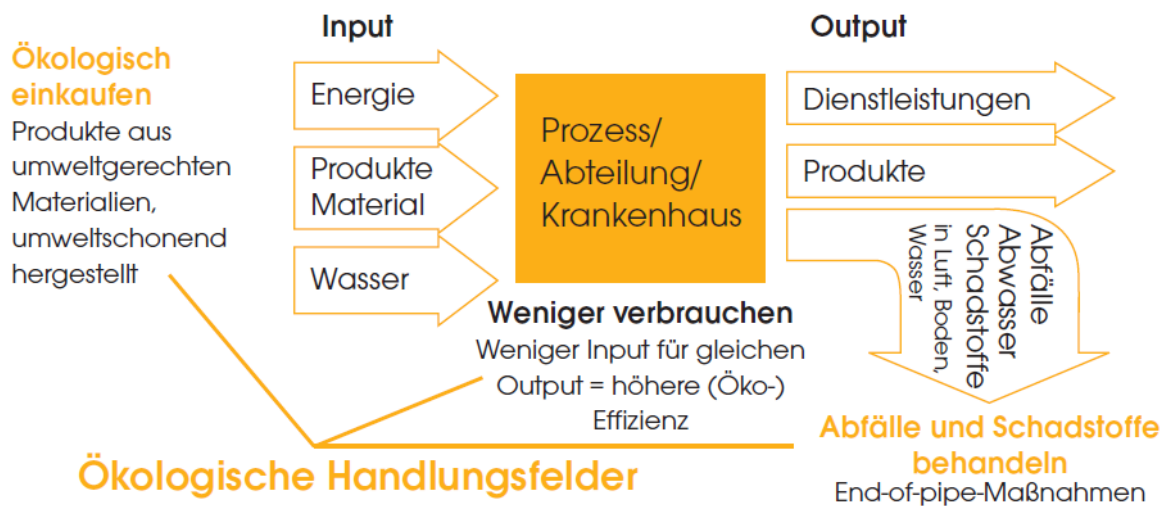 Input
Output
Ökologisch
einkaufen
Produkte aus
umweltgerechten
Materialien,
umweltschonend
hergestellt
Energie
Produkte
Material
Wasser
Prozess/
Abteilung/
Krankenhaus
Dienstleistungen
Produkte
Abfälle
Abwasser
Schadstoffe
in Luft, Boden,
Wasser
Weniger verbrauchen
Weniger Input für gleichen
Output = höhere (Öko-)
Effizienz
Abfälle und Schadstoffe
behandeln
End-of-pipe-Maßnahmen
Ökologische Handlungsfelder